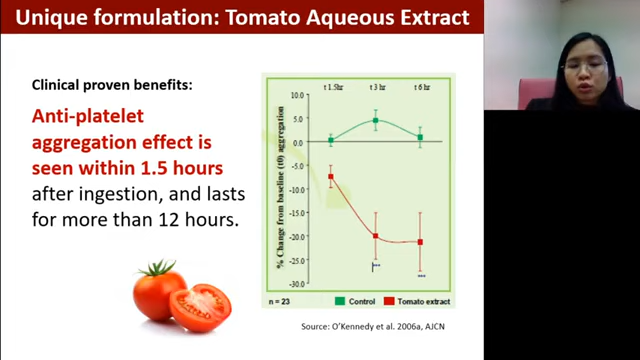 Unique formulation: Tomato Aqueous Extract
Clinical proven benefits:
Anti-platelet
aggregation effect is
seen within 1.5 hours
after ingestion, and lasts
for more than 12 hours.
t 1.5hr t 3 hr t 6 hr
% Change from baseline (t0) aggregation
10.0
5.0
0.0
-5.0
-10.0
-15.0
-20.0
-25.0
-30.0
***
***
n = 23
Control
Tomato extract
Source: O'Kennedy et al. 2006a, AJCN